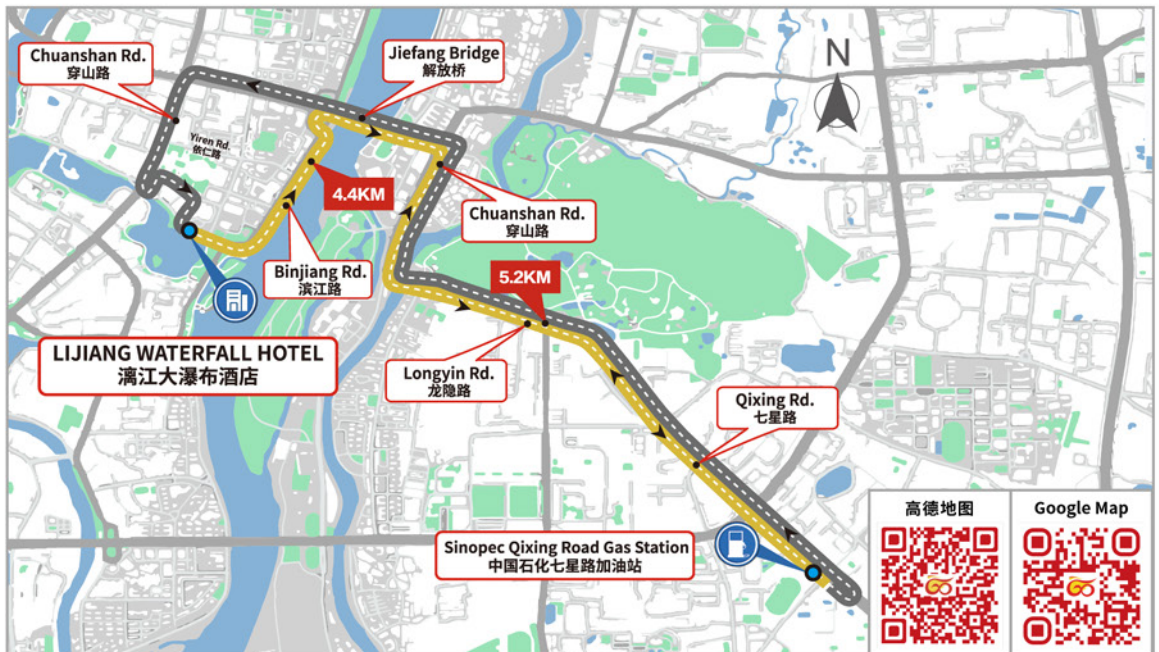 Chuanshan Rd.
穿山路
Jiefang Bridge
解放桥
N
Yiren Rd.
依仁路
4.4KM
Chuanshan Rd.
穿山路
Binjiang Rd.
滨江路
5.2KM
LIJIANG WATERFALL HOTEL
漓江大瀑布酒店
Longyin Rd.
龙隐路
Qixing Rd.
七星路
Sinopec Qixing Road Gas Station
中国石化七星路加油站
高德地图
Google Map